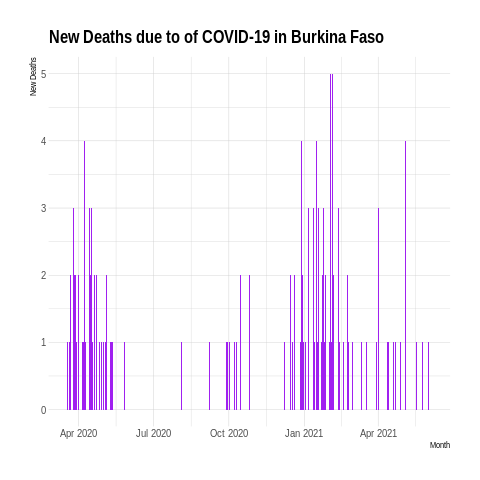 New Deaths due to of COVID-19 in Burkina Faso
New Deaths
5
4
3
2
1
0
Apr 2020 Jul 2020 Oct 2020 Jan 2021 Apr 2021
Month